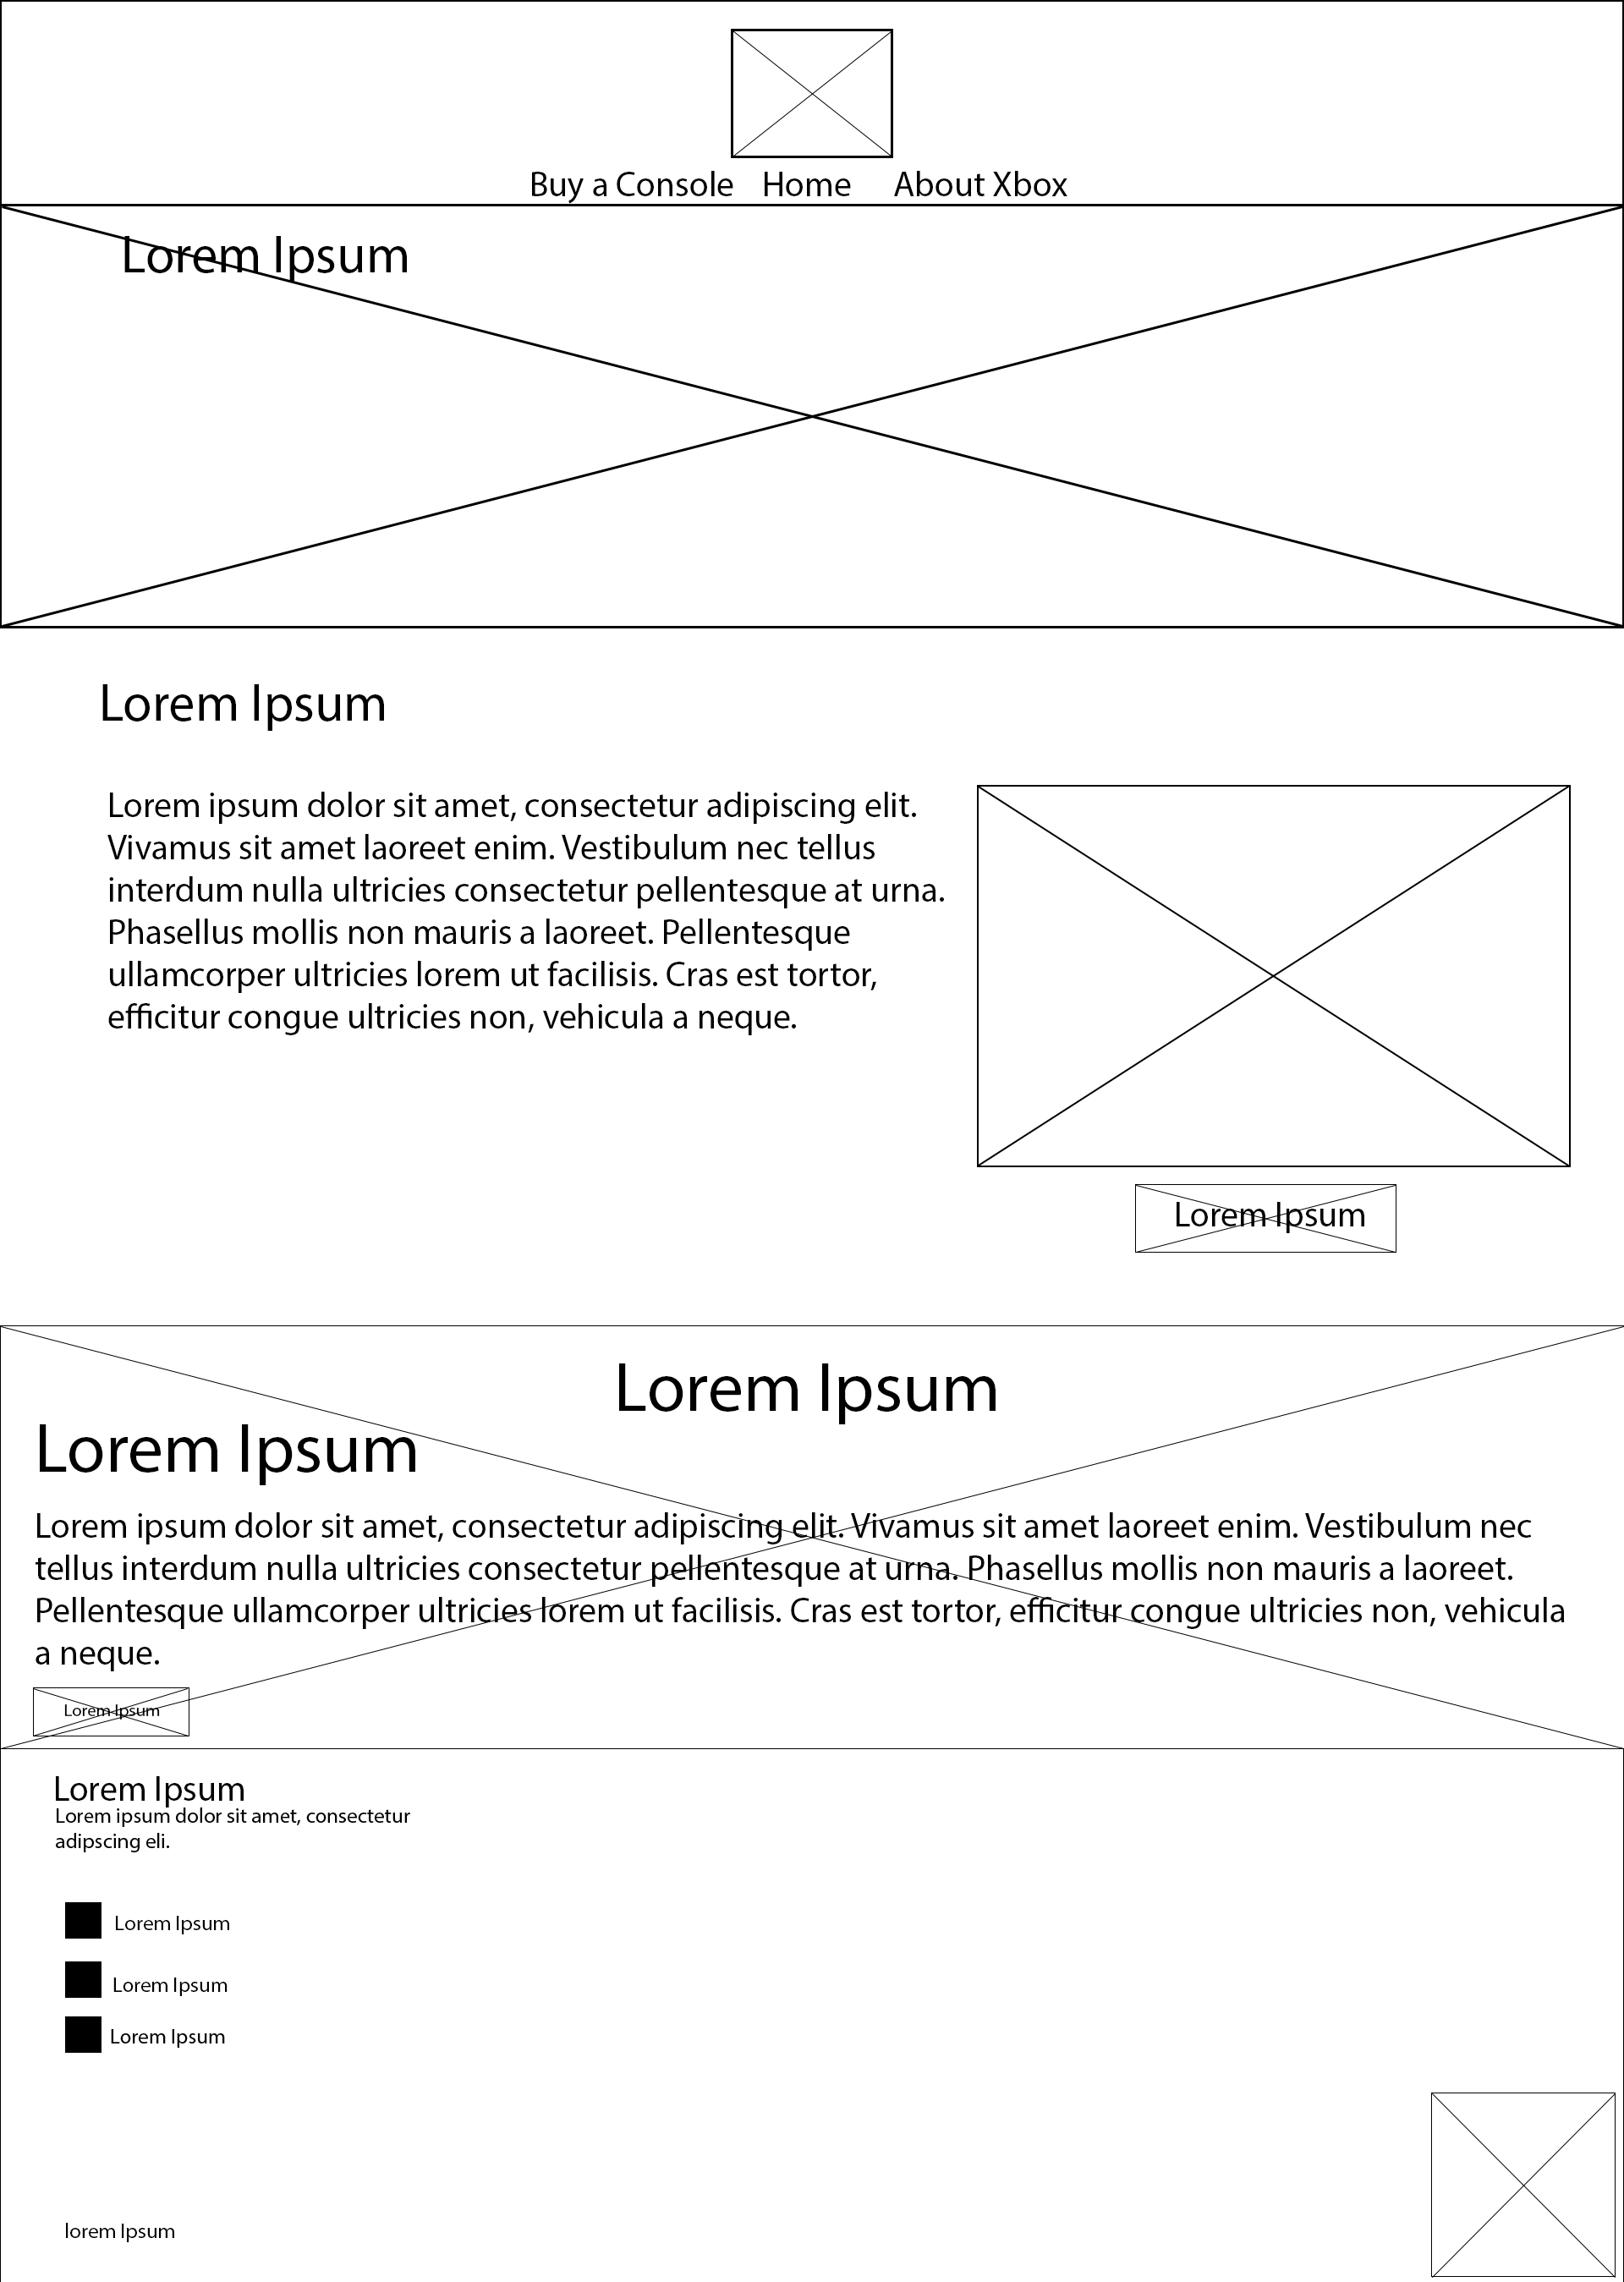 Buy a Console Home About Xbox
Lorem Ipsum
Lorem Ipsum
Lorem ipsum dolor sit amet, consectetur adipiscing elit.
Vivamus sit amet laoreet enim. Vestibulum nec tellus
interdum nulla ultricies consectetur pellentesque at urna.
Phasellus mollis non mauris a laoreet. Pellentesque
ullamcorper ultricies lorem ut facilisis. Cras est tortor,
efficitur congue ultricies non, vehicula a neque.
Lorem Ipsum
Lorem Ipsum
Lorem Ipsum
Lorem ipsum dolor sit amet, consectetur adipiscing elit. Vivamus sit amet laoreet enim. Vestibulum nec
tellus interdum nulla ultricies consectetur pellentesque at urna. Phasellus mollis non mauris a laoreet.
Pellentesque ullamcorper ultricies lorem ut facilisis. Cras est tortor, efficitur congue ultricies non, vehicula
a neque.
Lorem Ipsum
Lorem Ipsum
Lorem ipsum dolor sit amet, consectetur
adipscing eli.
Lorem Ipsum
Lorem Ipsum
Lorem Ipsum
lorem Ipsum